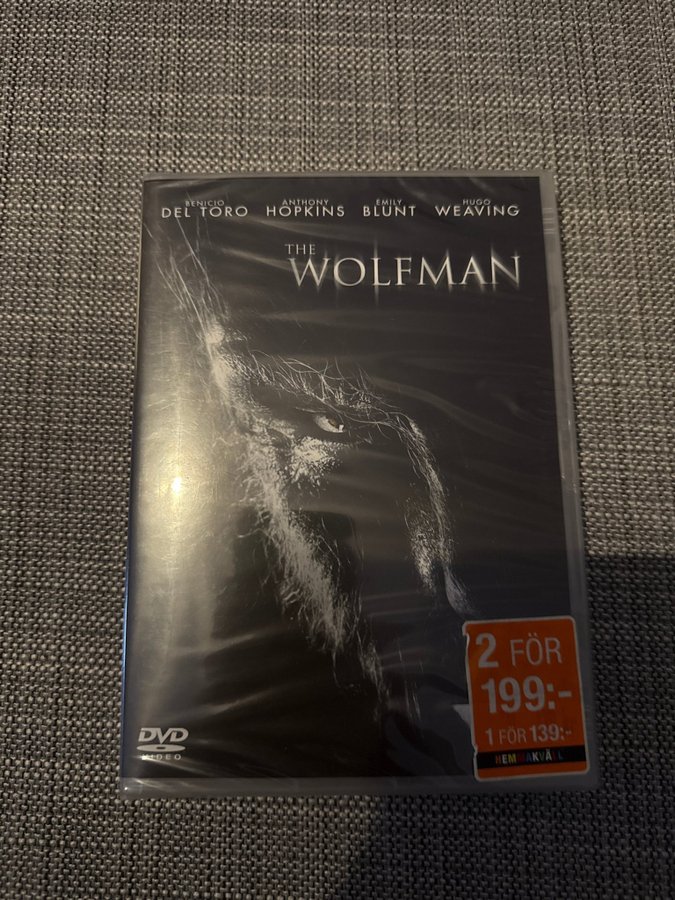 BENICIO DEL TORO ANTHONY HOPKINS EMILY BLUNT HUGO WEAVING
THE
WOLFMAN
2 FÖR
199:-
1 FÖR 139:-
HEMMAKVÄLL
DVD
VIDEO